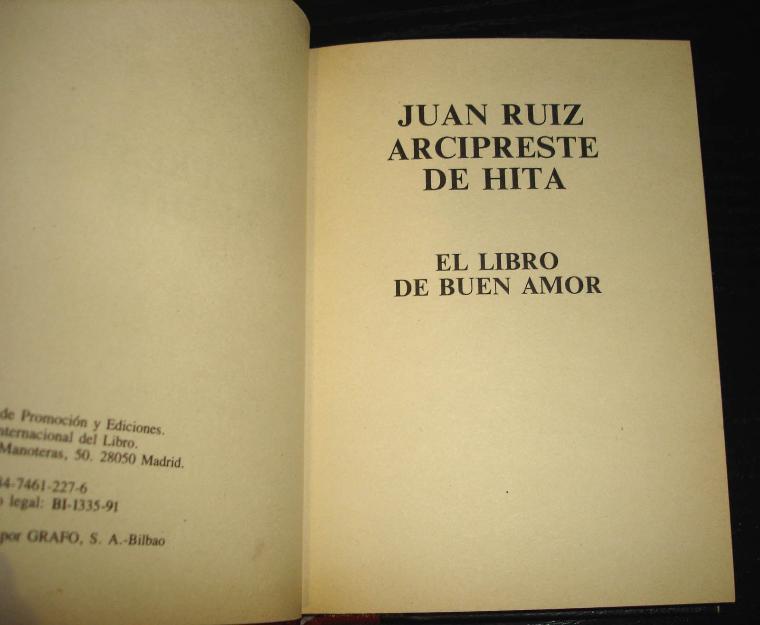 de Promoción y Ediciones.
nternacional del Libro.
Manoteras, 50. 28050 Madrid.
84-7461-227-6
o legal: BI-1335-91
por GRAFO, S. A.-Bilbao
JUAN RUIZ
ARCIPRESTE
DE HITA
EL LIBRO
DE BUEN AMOR